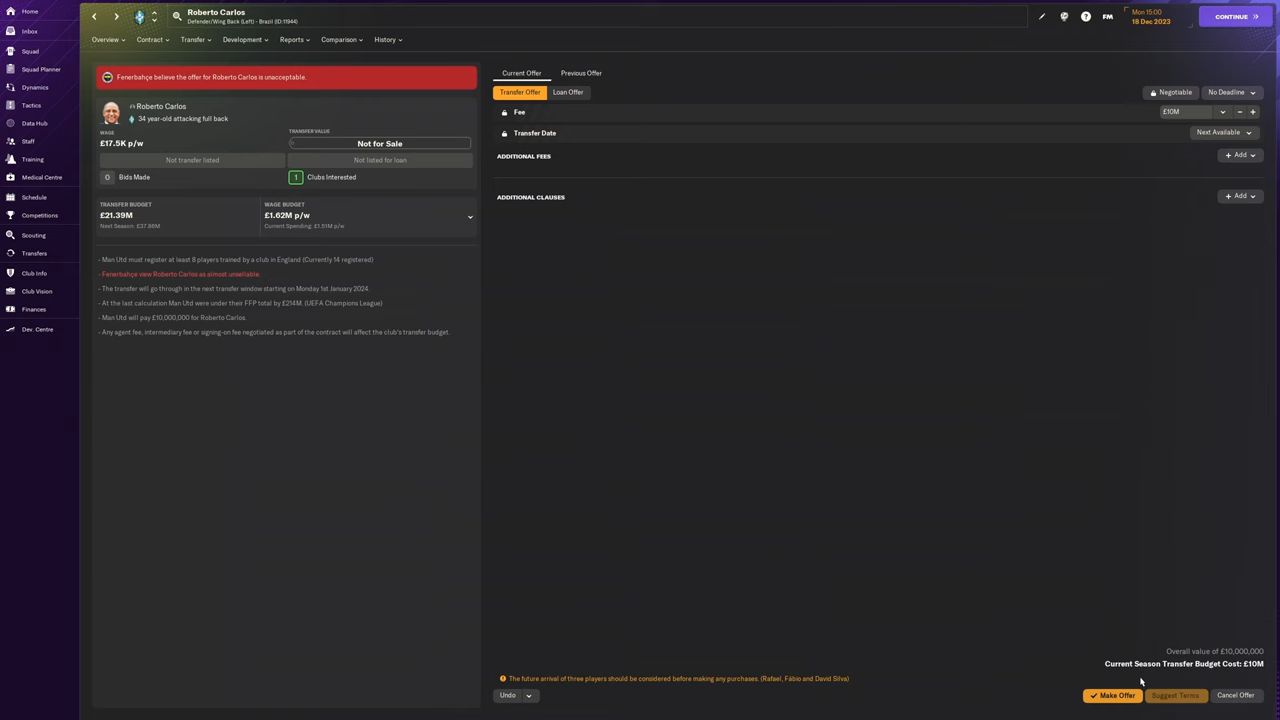 Home
Inbox
Squad
Squad Planner
Dynamics
Tactics
Data Hub
Staff
Training
Medical Centre
Schedule
Competitions
Scouting
Transfers
Club Info
Club Vision
Finances
Dev. Centre
Roberto Carlos
Defender/Wing Back (Left) - Brazil (ID:11944)
FM
Mon 15:00
18 Dec 2023
CONTINUE
Overview
Contract
Transfer
Development
Reports
Comparison
History
Fenerbahçe believe the offer for Roberto Carlos is unacceptable.
Roberto Carlos
34 year-old attacking full back
WAGE
£17.5K p/w
TRANSFER VALUE
Not for Sale
Not transfer listed
Not listed for loan
0 Bids Made
1 Clubs Interested
TRANSFER BUDGET
£21.39M
Next Season: £37.86M
WAGE BUDGET
£1.62M p/w
Current Spending: £1.51M p/w
- Man Utd must register at least 8 players trained by a club in England (Currently 14 registered)
- Fenerbahçe view Roberto Carlos as almost unsellable.
- The transfer will go through in the next transfer window starting on Monday 1st January 2024.
- At the last calculation Man Utd were under their FFP total by £214M. (UEFA Champions League)
- Man Utd will pay £10,000,000 for Roberto Carlos.
- Any agent fee, intermediary fee or signing-on fee negotiated as part of the contract will affect the club's transfer budget.
Current Offer
Previous Offer
Transfer Offer
Loan Offer
Negotiable
No Deadline
Fee
£10M
Transfer Date
Next Available
ADDITIONAL FEES
+ Add
ADDITIONAL CLAUSES
+ Add
Overall value of £10,000,000
Current Season Transfer Budget Cost: £10M
The future arrival of three players should be considered before making any purchases. (Rafael, Fábio and David Silva)
Undo
Make Offer
Suggest Terms
Cancel Offer